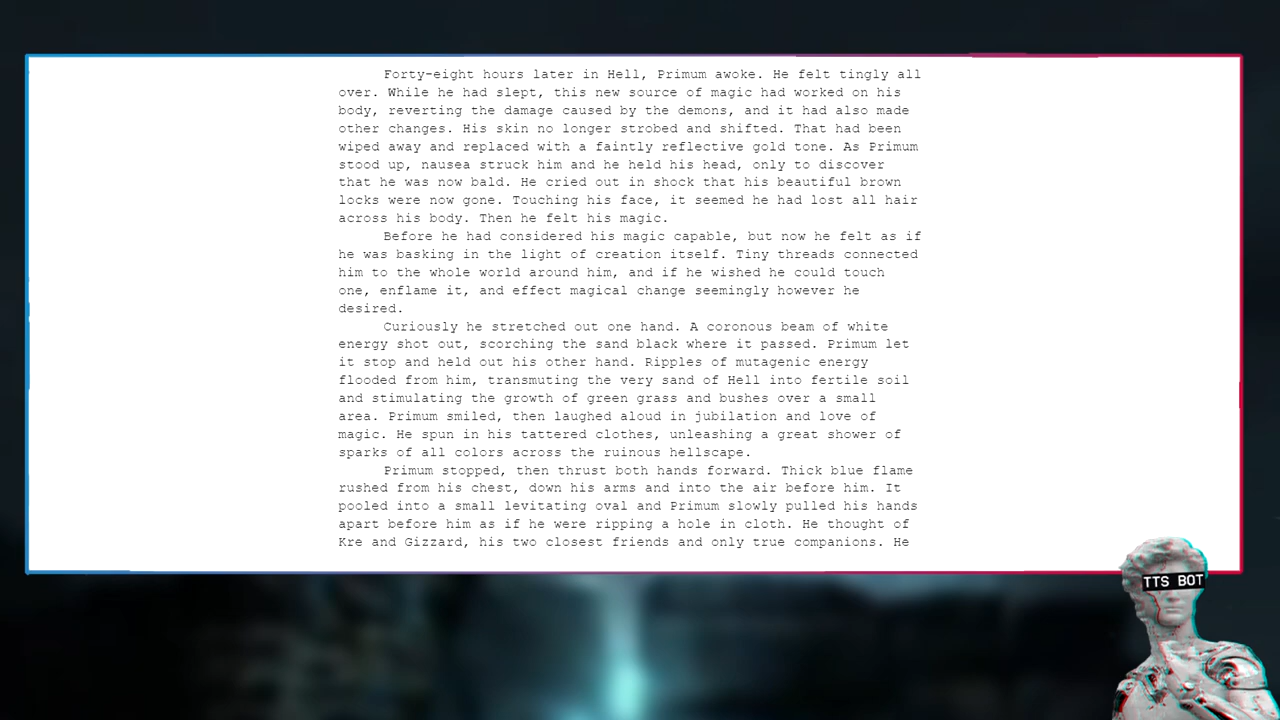 Forty-eight hours later in Hell, Primum awoke. He felt tingly all
over. While he had slept, this new source of magic had worked on his
body, reverting the damage caused by the demons, and it had also made
other changes. His skin no longer strobed and shifted. That had been
wiped away and replaced with a faintly reflective gold tone. As Primum
stood up, nausea struck him and he held his head, only to discover
that he was now bald. He cried out in shock that his beautiful brown
locks were now gone. Touching his face, it seemed he had lost all hair
across his body. Then he felt his magic.
Before he had considered his magic capable, but now he felt as if
he was basking in the light of creation itself. Tiny threads connected
him to the whole world around him, and if he wished he could touch
one, enflame it, and effect magical change seemingly however he
desired.
Curiously he stretched out one hand. A coronous beam of white
energy shot out, scorching the sand black where it passed. Primum let
it stop and held out his other hand. Ripples of mutagenic energy
flooded from him, transmuting the very sand of Hell into fertile soil
and stimulating the growth of green grass and bushes over a small
area. Primum smiled, then laughed aloud in jubilation and love of
magic. He spun in his tattered clothes, unleashing a great shower of
sparks of all colors across the ruinous hellscape.
Primum stopped, then thrust both hands forward. Thick blue flame
rushed from his chest, down his arms and into the air before him. It
pooled into a small levitating oval and Primum slowly pulled his hands
apart before him as if he were ripping a hole in cloth. He thought of
Kre and Gizzard, his two closest friends and only true companions. He
TTS BOT